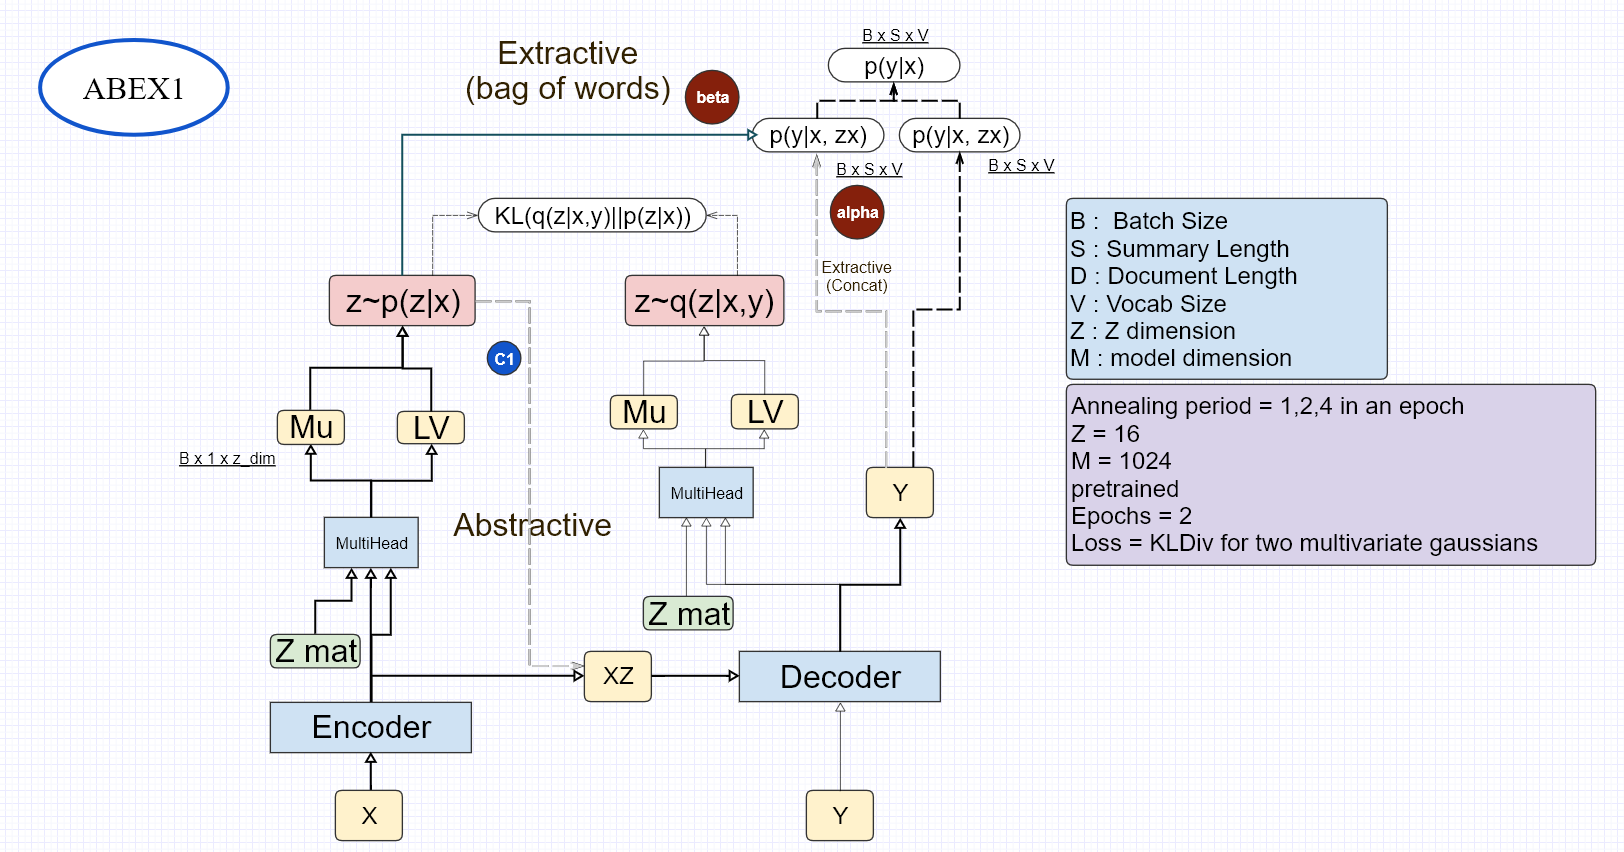 ABEX1
Extractive
(bag of words)
beta
B x S x V
p(y|x)
p(y|x, zx)
p(y|x, zx)
B x S x V
B x S x V
alpha
KL(q(z|x,y)||p(z|x))
Extractive
(Concat)
z~p(z|x)
z~q(z|x,y)
C1
Mu
LV
Mu
LV
B x 1 x z_dim
MultiHead
Y
Abstractive
MultiHead
Z mat
Z mat
XZ
Decoder
Encoder
X
Y
B :  Batch Size
S : Summary Length
D : Document Length
V : Vocab Size
Z : Z dimension
M : model dimension
Annealing period = 1,2,4 in an epoch
Z = 16
M = 1024
pretrained
Epochs = 2
Loss = KLDiv for two multivariate gaussians